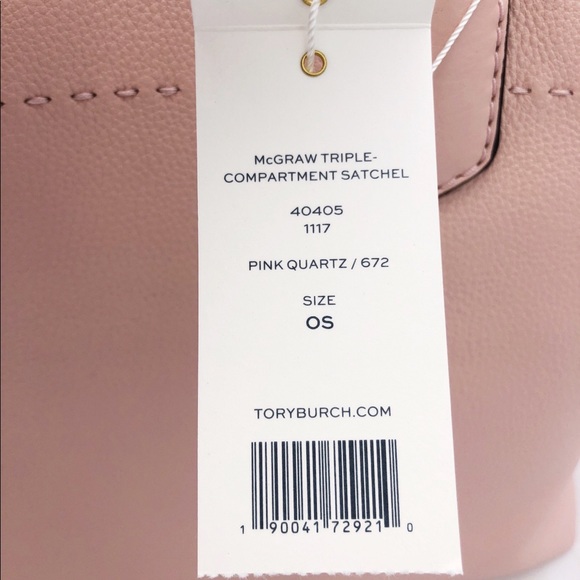 McGRAW TRIPLE-
COMPARTMENT SATCHEL
40405
1117
PINK QUARTZ / 672
SIZE
OS
TORYBURCH.COM
1 90041 72921 0